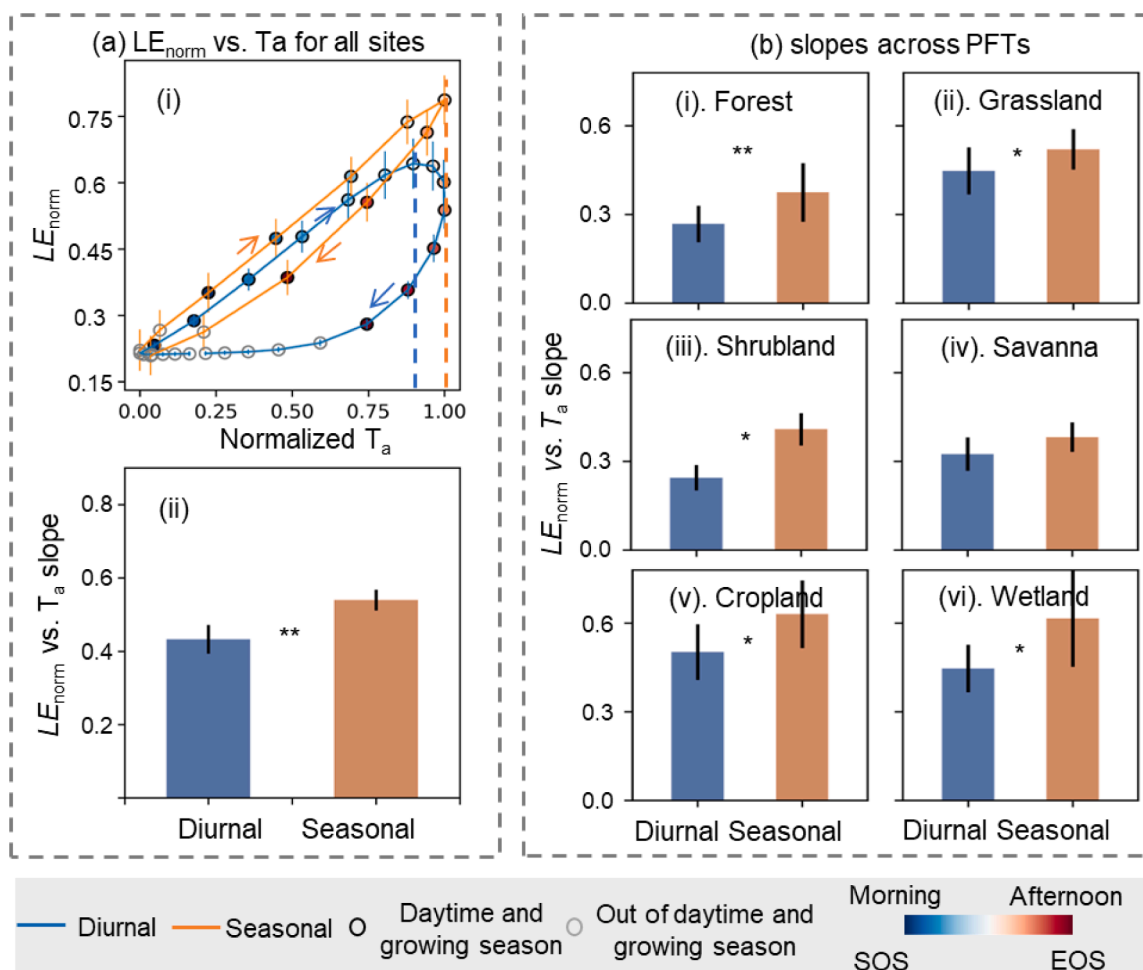 (a) LEnorm vs. Ta for all sites
(i)
LEnorm
0.75
0.6
0.45
0.3
0.15
0.00 0.25 0.50 0.75 1.00
Normalized Ta
(ii)
LEnorm vs. Ta slope
0.8
0.6
0.4
0.2
**
Diurnal Seasonal
(b) slopes across PFTs
LEnorm vs. Ta slope
(i). Forest
(ii). Grassland
0.6
0.3
0.0
**
*
(iii). Shrubland
(iv). Savanna
0.6
0.3
0.0
*
(v). Cropland
(vi). Wetland
0.6
0.3
0.0
*
*
Diurnal Seasonal
Diurnal Seasonal
Diurnal
Seasonal
Daytime and
growing season
Out of daytime and
growing season
Morning Afternoon
SOS EOS